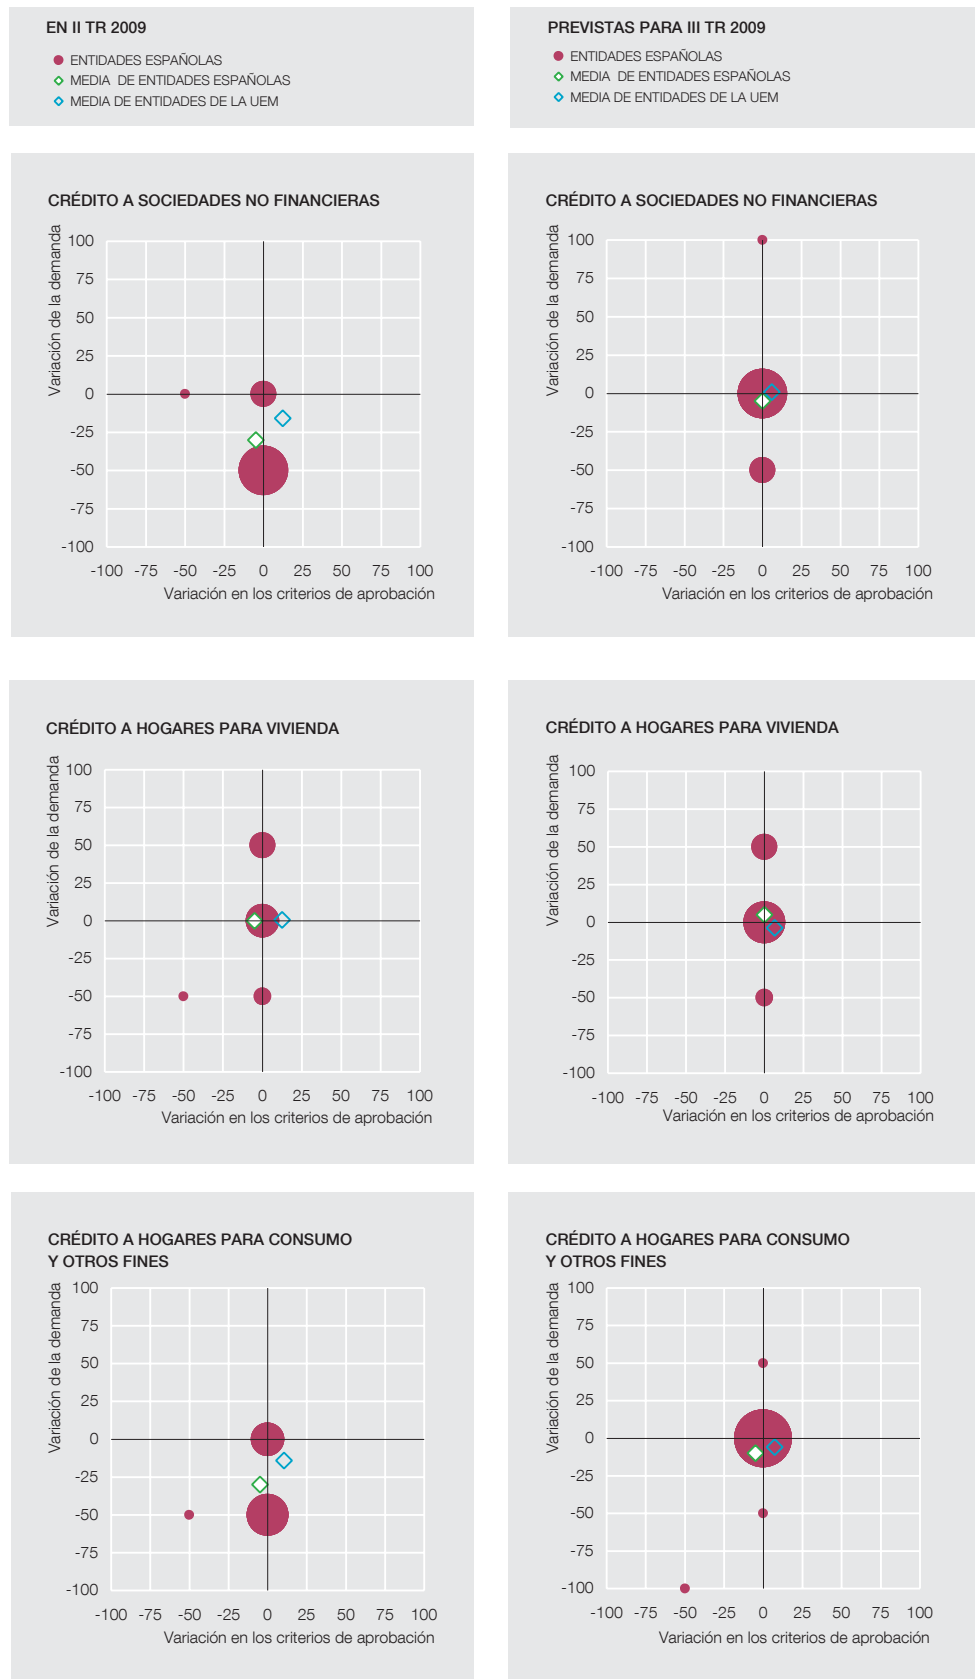 EN II TR 2009
ENTIDADES ESPAÑOLAS
MEDIA DE ENTIDADES ESPAÑOLAS
MEDIA DE ENTIDADES DE LA UEM
PREVISTAS PARA III TR 2009
ENTIDADES ESPAÑOLAS
MEDIA DE ENTIDADES ESPAÑOLAS
MEDIA DE ENTIDADES DE LA UEM
CRÉDITO A SOCIEDADES NO FINANCIERAS
Variación de la demanda
100
75
50
25
0
-25
-50
-75
-100
-100 -75 -50 -25 0 25 50 75 100
Variación en los criterios de aprobación
CRÉDITO A SOCIEDADES NO FINANCIERAS
Variación de la demanda
100
75
50
25
0
-25
-50
-75
-100
-100 -75 -50 -25 0 25 50 75 100
Variación en los criterios de aprobación
CRÉDITO A HOGARES PARA VIVIENDA
Variación de la demanda
100
75
50
25
0
-25
-50
-75
-100
-100 -75 -50 -25 0 25 50 75 100
Variación en los criterios de aprobación
CRÉDITO A HOGARES PARA VIVIENDA
Variación de la demanda
100
75
50
25
0
-25
-50
-75
-100
-100 -75 -50 -25 0 25 50 75 100
Variación en los criterios de aprobación
CRÉDITO A HOGARES PARA CONSUMO
Y OTROS FINES
Variación de la demanda
100
75
50
25
0
-25
-50
-75
-100
-100 -75 -50 -25 0 25 50 75 100
Variación en los criterios de aprobación
CRÉDITO A HOGARES PARA CONSUMO
Y OTROS FINES
Variación de la demanda
100
75
50
25
0
-25
-50
-75
-100
-100 -75 -50 -25 0 25 50 75 100
Variación en los criterios de aprobación